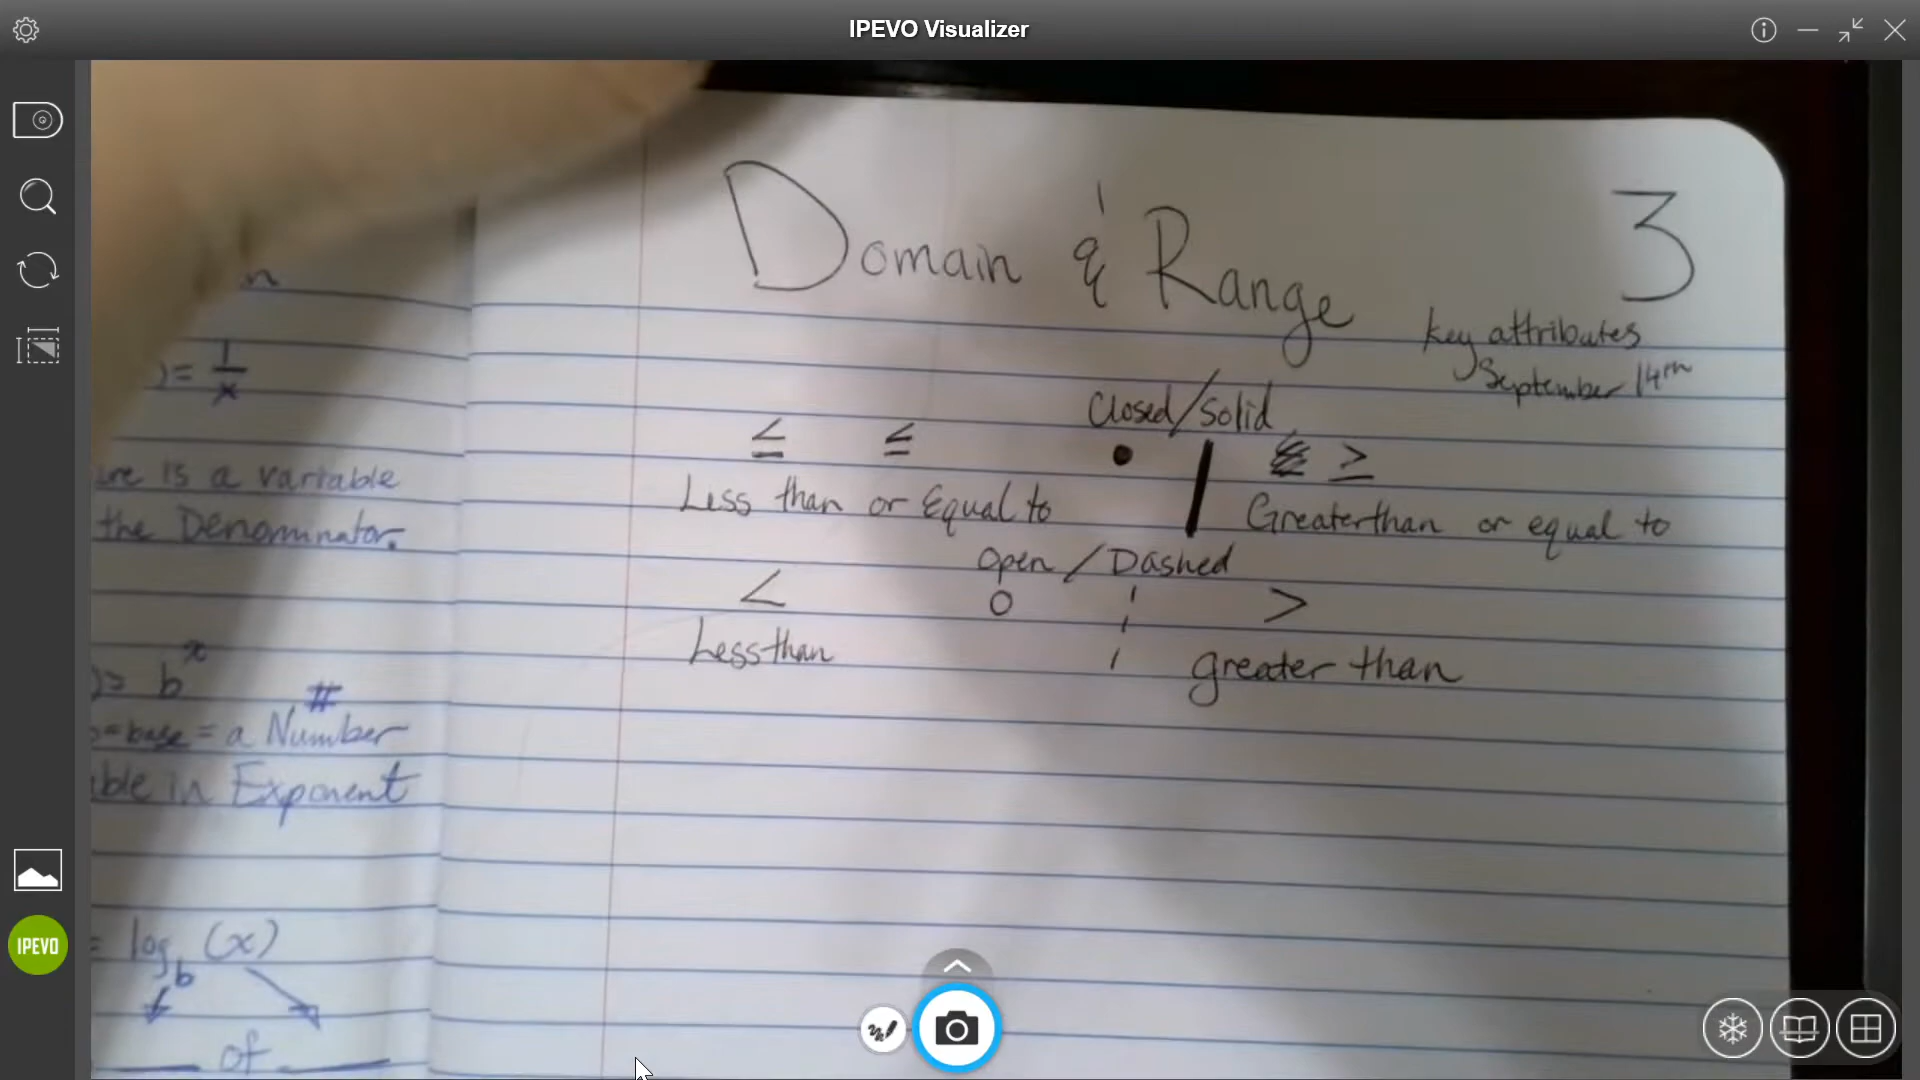 IPEVO Visualizer
Domain & Range
3
Key attributes
September 14th
Closed/Solid
≤ ≤ ≥
Less than or Equal to
Greater than or equal to
Open / Dashed
< >
Less than
greater than
= 1/x
is a variable
the Denominator.
b^x
#
base = a Number
in Exponent
= log_b (x)
of
IPEVO